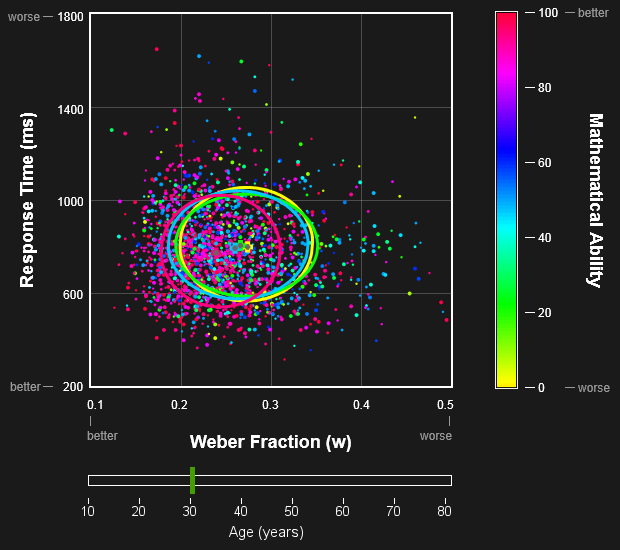 worse
1800
1400
1000
600
better
200
Response Time (ms)
0.1
0.2
0.3
0.4
0.5
better
worse
Weber Fraction (w)
100
better
80
60
40
20
0
worse
Mathematical Ability
10
20
30
40
50
60
70
80
Age (years)